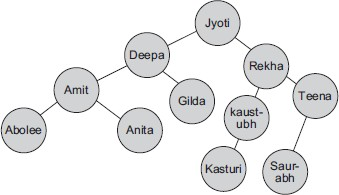 Jyoti
Deepa
Rekha
Amit
Gilda
kaust-
ubh
Teena
Abolee
Anita
Kasturi
Saur-
abh